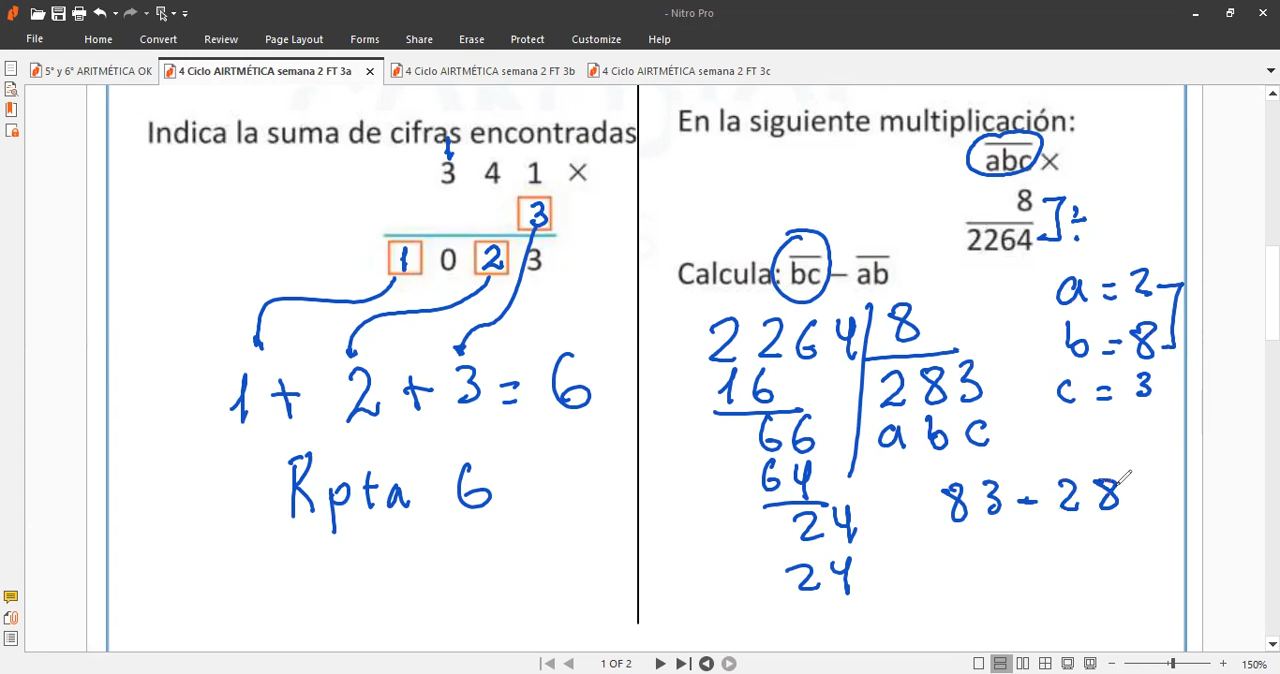 - Nitro Pro
File Home Convert Review Page Layout Forms Share Erase Protect Customize Help
5° y 6° ARITMÉTICA OK
4 Ciclo AIRTMÉTICA semana 2 FT 3a
4 Ciclo AIRTMÉTICA semana 2 FT 3b
4 Ciclo AIRTMÉTICA semana 2 FT 3c
Indica la suma de cifras encontradas
3 4 1 ×
3
1 0 2 3
1 + 2 + 3 = 6
Rpta 6
En la siguiente multiplicación:
abc ×
8
2264
?
Calcula: bc − ab
a = 2
b = 8
c = 3
2264 8
16 283
66 abc
64
24
24
83 - 28
1 OF 2
150%